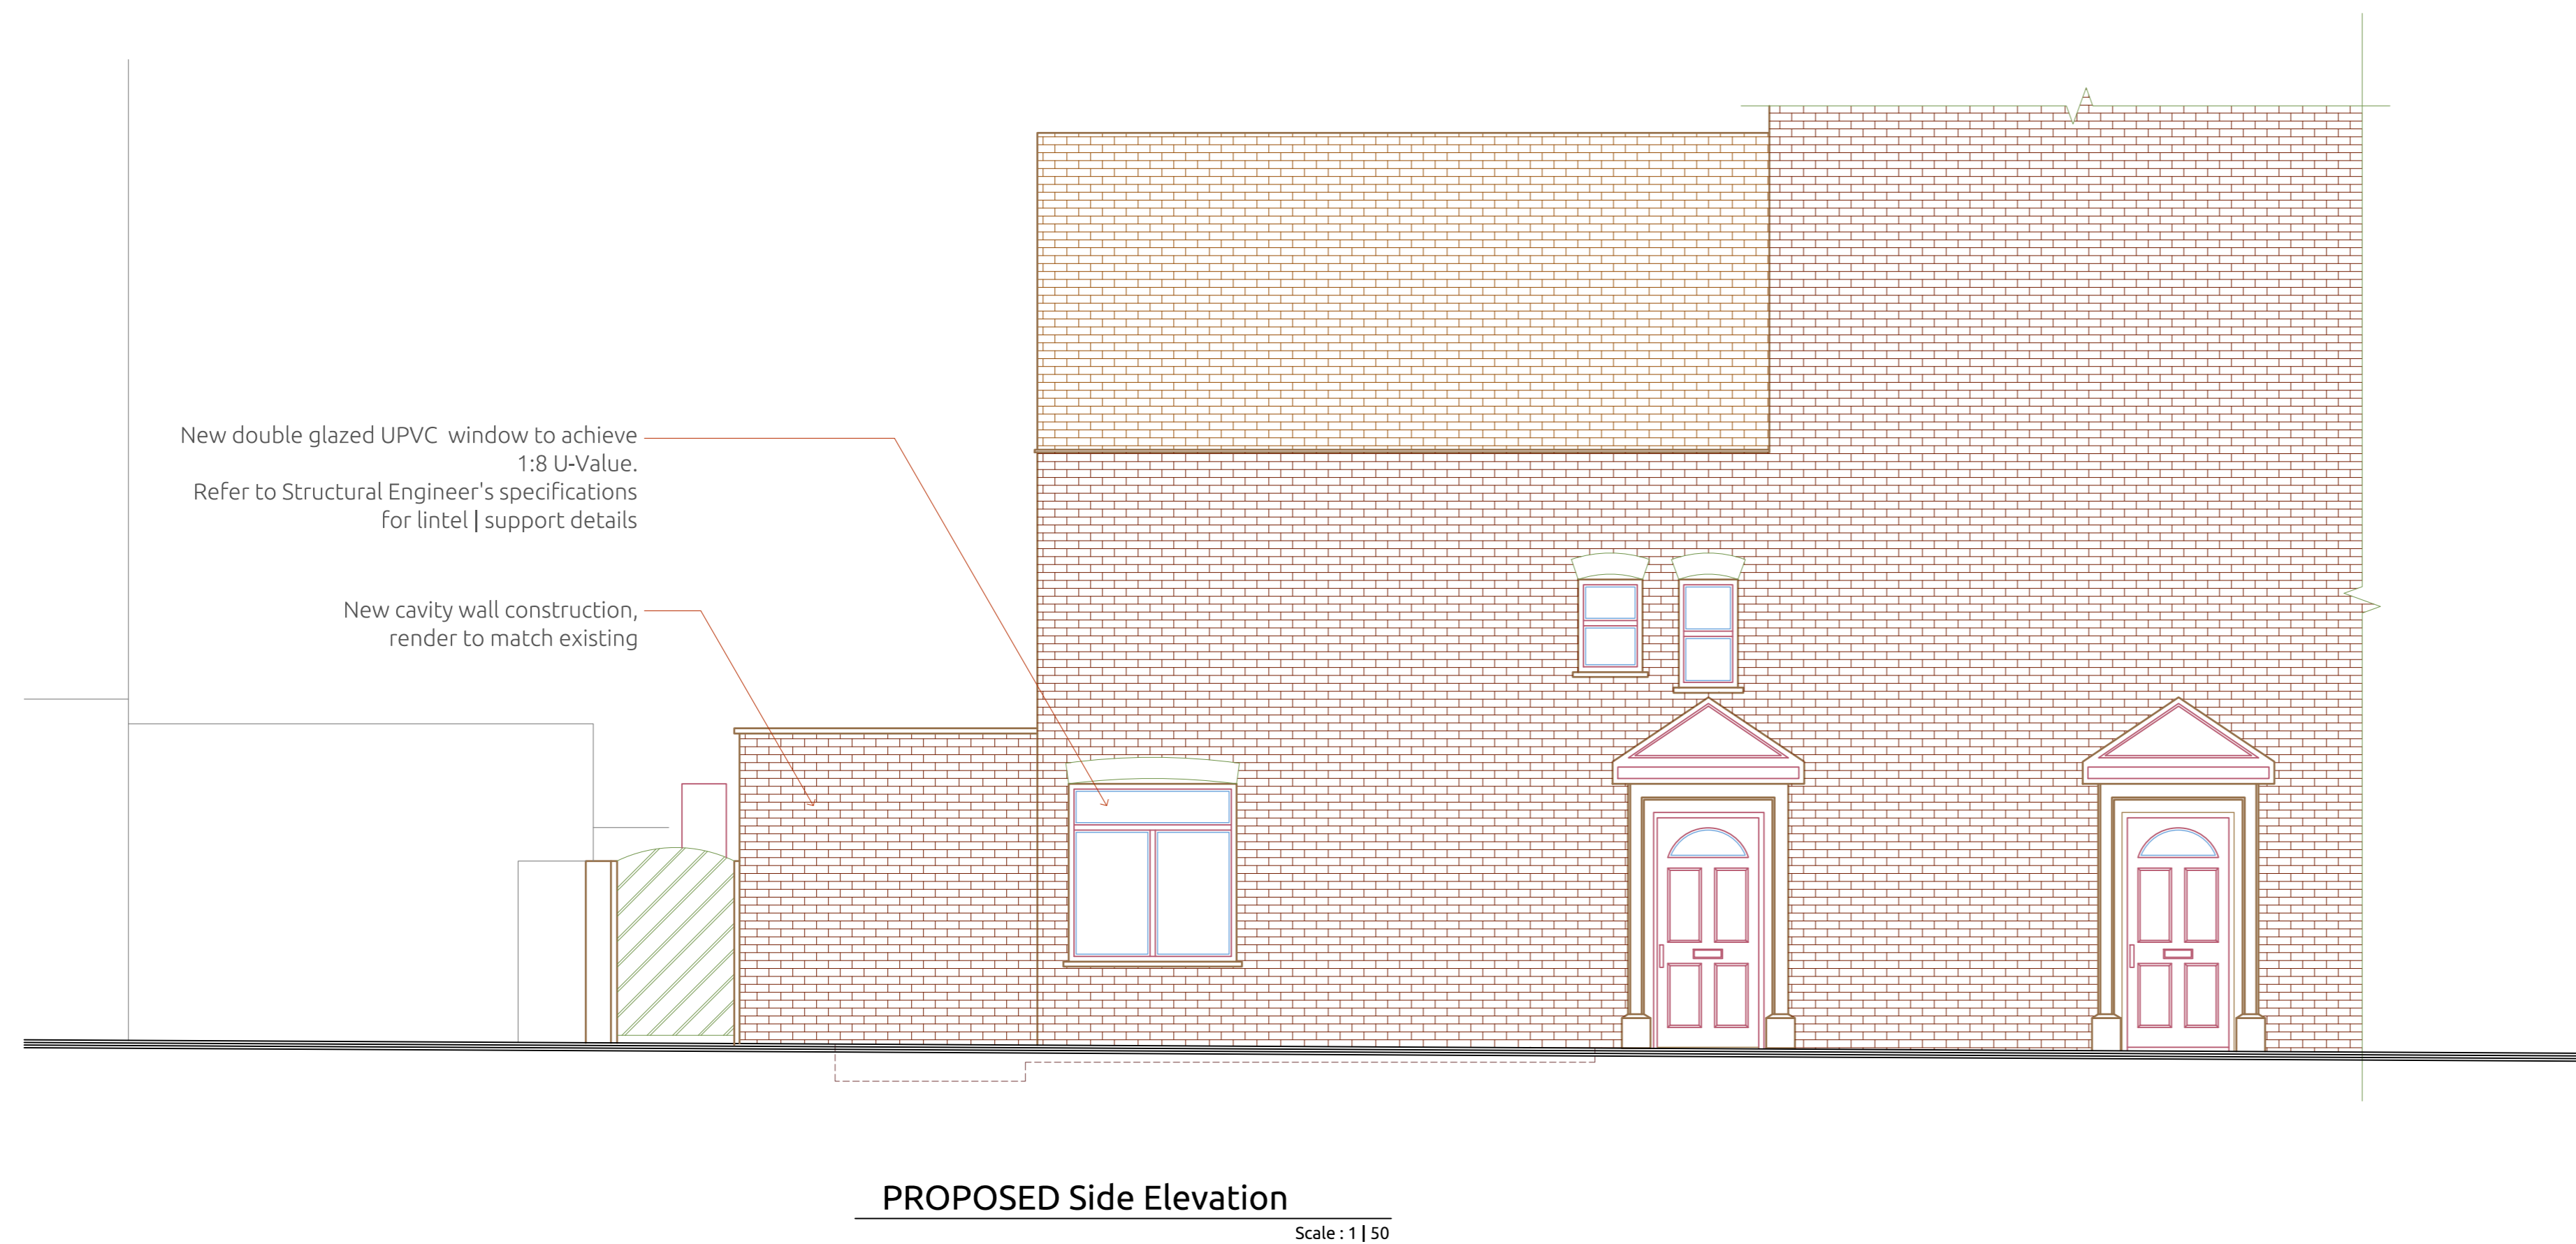 New double glazed UPVC  window to achieve
1:8 U-Value.
Refer to Structural Engineer's specifications
for lintel | support details
New cavity wall construction,
render to match existing
PROPOSED Side Elevation
Scale : 1 | 50